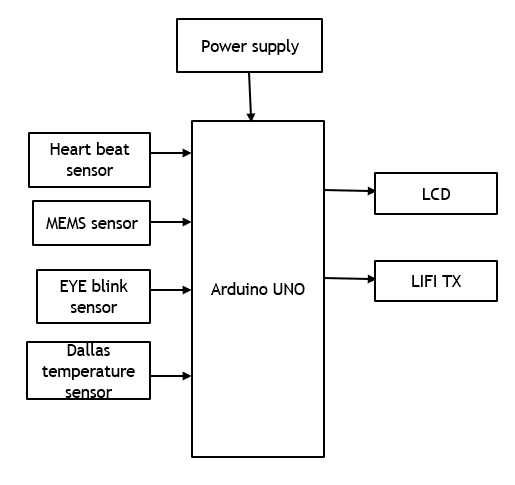 Power supply
Heart beat
sensor
MEMS sensor
EYE blink
sensor
Dallas
temperature
sensor
Arduino UNO
LCD
LIFI TX